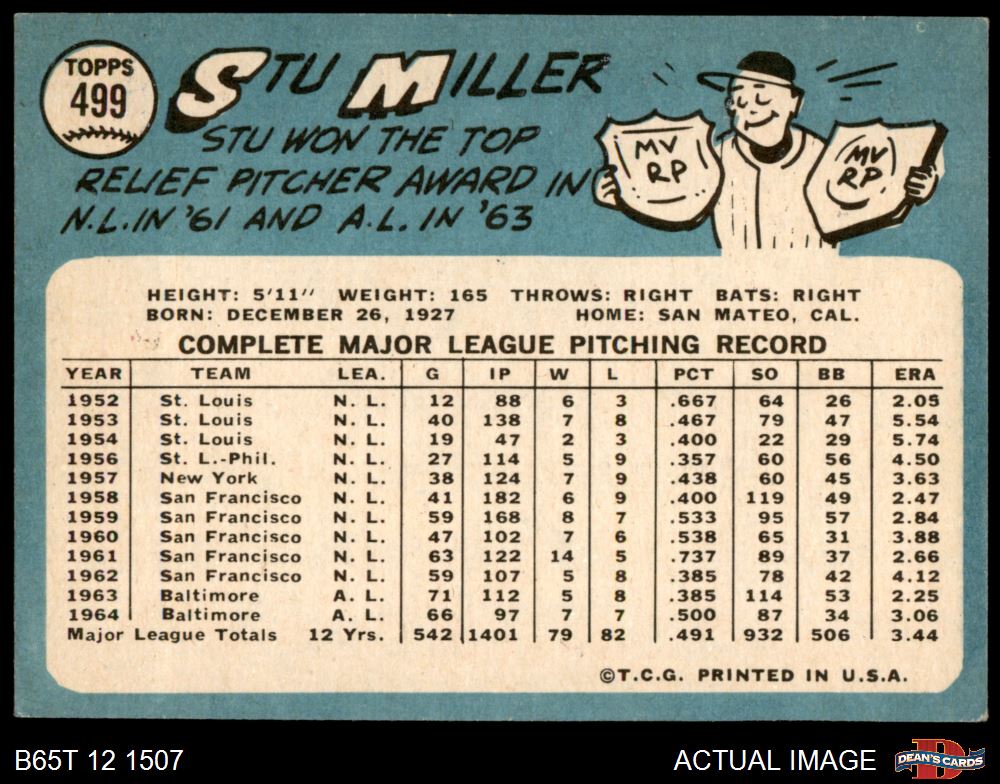 TOPPS
499
STU MILLER
STU WON THE TOP
RELIEF PITCHER AWARD IN
N.L. IN '61 AND A.L. IN '63
MV
RP
MV
RP
HEIGHT: 5'11" WEIGHT: 165 THROWS: RIGHT BATS: RIGHT
BORN: DECEMBER 26, 1927 HOME: SAN MATEO, CAL.
COMPLETE MAJOR LEAGUE PITCHING RECORD
YEAR TEAM LEA. G IP W L PCT SO BB ERA
1952 St. Louis N. L. 12 88 6 3 .667 64 26 2.05
1953 St. Louis N. L. 40 138 7 8 .467 79 47 5.54
1954 St. Louis N. L. 19 47 2 3 .400 22 29 5.74
1956 St. L.-Phil. N. L. 27 114 5 9 .357 60 56 4.50
1957 New York N. L. 38 124 7 9 .438 60 45 3.63
1958 San Francisco N. L. 41 182 6 9 .400 119 49 2.47
1959 San Francisco N. L. 59 168 8 7 .533 95 57 2.84
1960 San Francisco N. L. 47 102 7 6 .538 65 31 3.88
1961 San Francisco N. L. 63 122 14 5 .737 89 37 2.66
1962 San Francisco N. L. 59 107 5 8 .385 78 42 4.12
1963 Baltimore A. L. 71 112 5 8 .385 114 53 2.25
1964 Baltimore A. L. 66 97 7 7 .500 87 34 3.06
Major League Totals 12 Yrs. 542 1401 79 82 .491 932 506 3.44
©T.C.G. PRINTED IN U.S.A.
B65T 12 1507 ACTUAL IMAGE DEAN'S CARDS